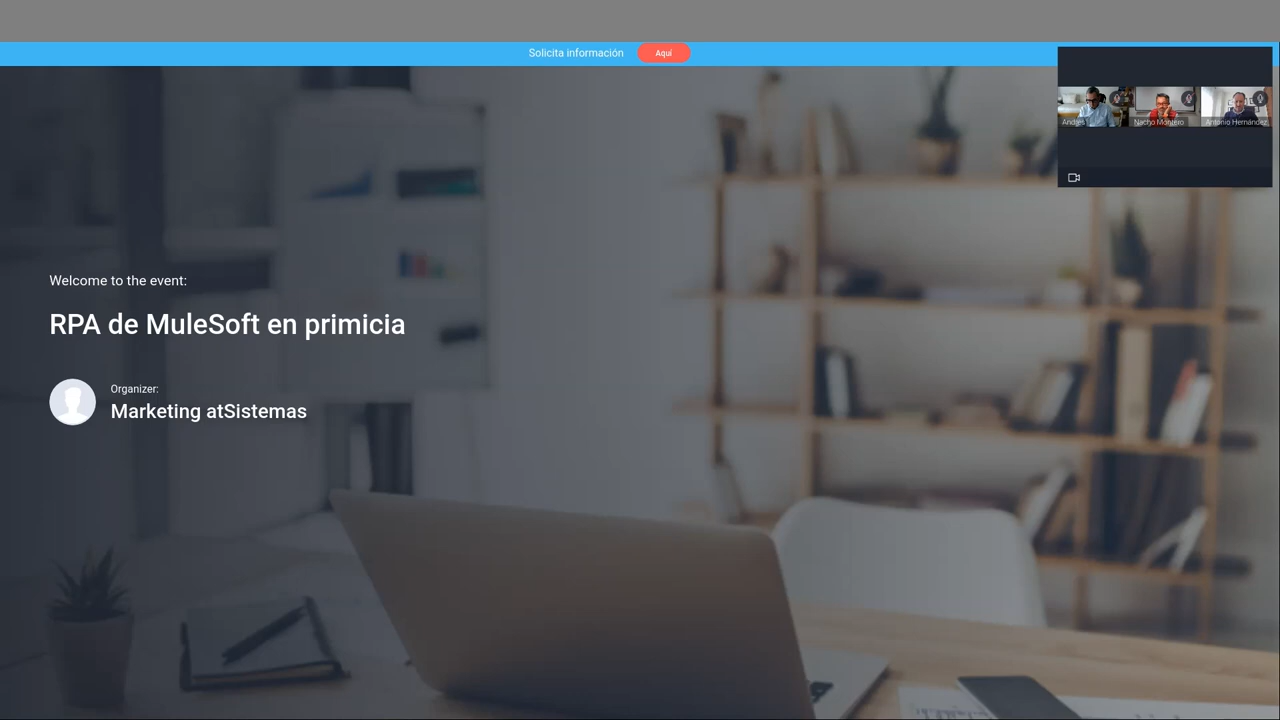 Solicita información
Aquí
Andrés
Nacho Montero
Antonio Hernández
Welcome to the event:
RPA de MuleSoft en primicia
Organizer:
Marketing atSistemas